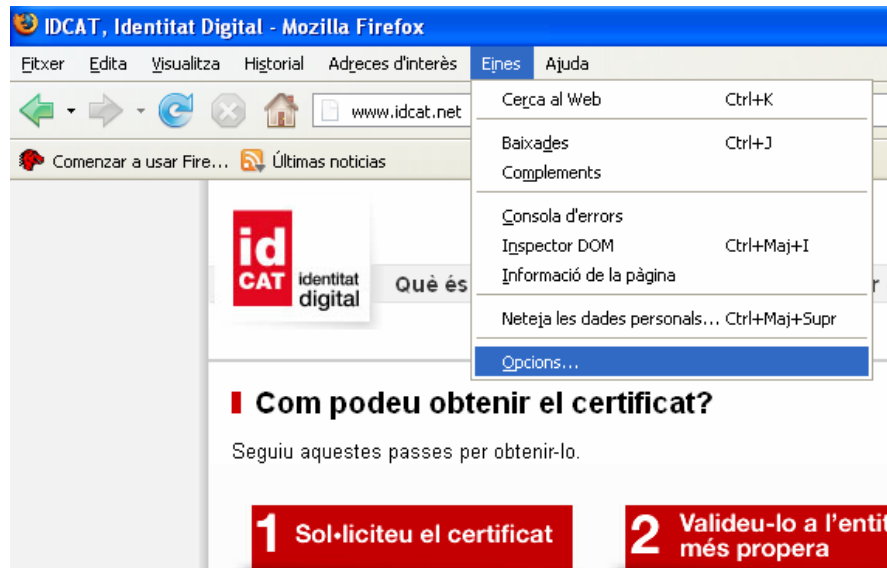 IDCAT, Identitat Digital - Mozilla Firefox
Fitxer Edita Visualitza Historial Adreces d'interès Eines Ajuda
www.idcat.net
Comenzar a usar Fire... Últimas noticias
Cerca al Web Ctrl+K
Baixades Ctrl+J
Complements
Consola d'errors
Inspector DOM Ctrl+Maj+I
Informació de la pàgina
Neteja les dades personals... Ctrl+Maj+Supr
Opcions...
id
CAT identitat
digital
Què és
r
Com podeu obtenir el certificat?
Seguiu aquestes passes per obtenir-lo.
1 Sol•liciteu el certificat
2 Valideu-lo a l'entit
més propera